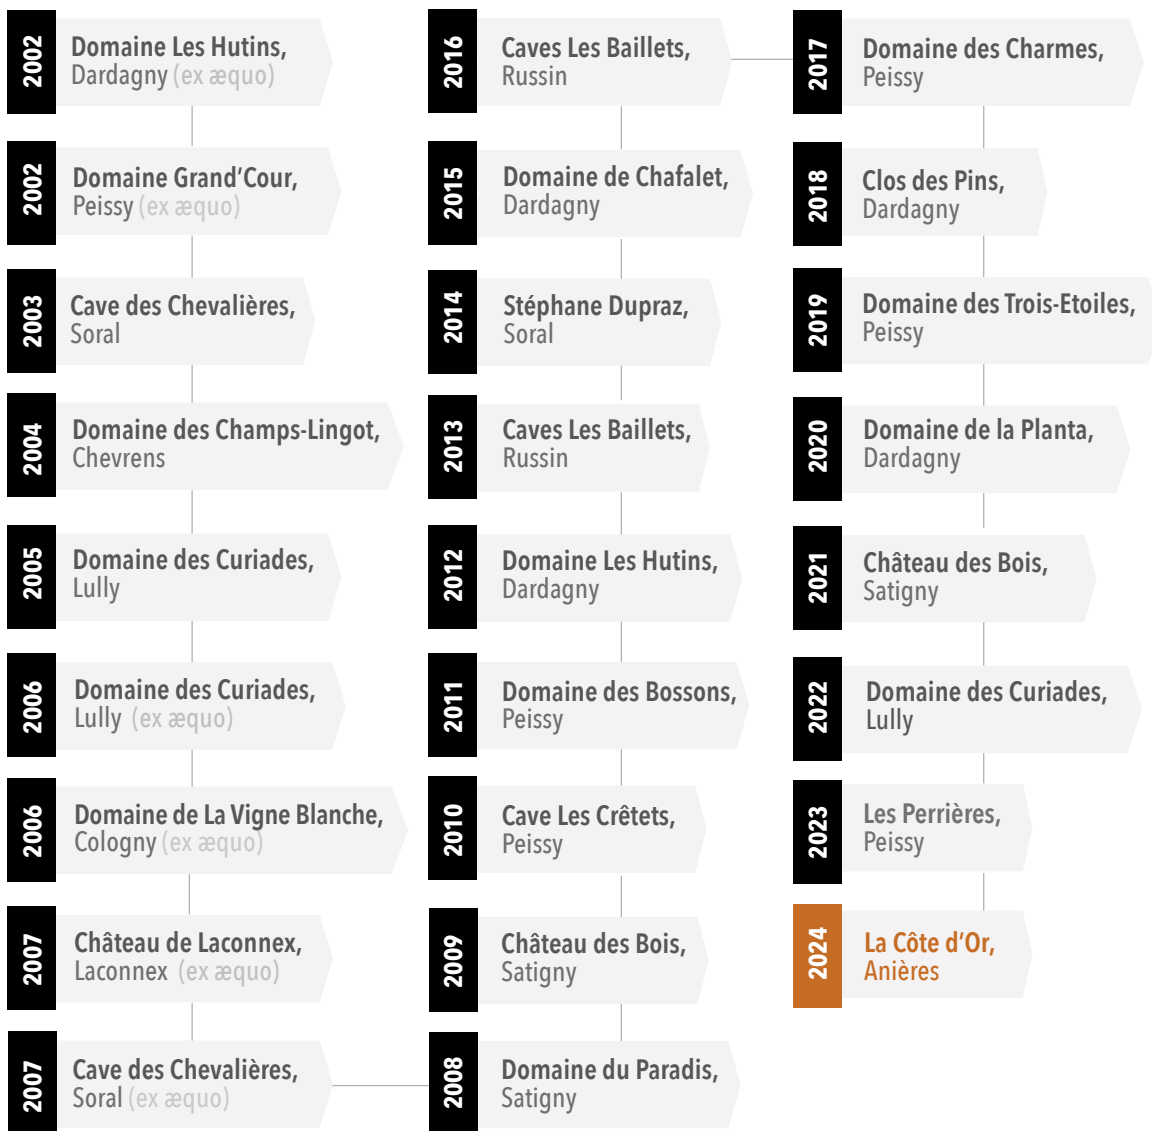 2002
Domaine Les Hutins,
Dardagny (ex æquo)
2002
Domaine Grand'Cour,
Peissy (ex æquo)
2003
Cave des Chevalières,
Soral
2004
Domaine des Champs-Lingot,
Chevrens
2005
Domaine des Curiades,
Lully
2006
Domaine des Curiades,
Lully (ex æquo)
2006
Domaine de La Vigne Blanche,
Cologny (ex æquo)
2007
Château de Laconnex,
Laconnex (ex æquo)
2007
Cave des Chevalières,
Soral (ex æquo)
2008
Domaine du Paradis,
Satigny
2009
Château des Bois,
Satigny
2010
Cave Les Crêtets,
Peissy
2011
Domaine des Bossons,
Peissy
2012
Domaine Les Hutins,
Dardagny
2013
Caves Les Baillets,
Russin
2014
Stéphane Dupraz,
Soral
2015
Domaine de Chafalet,
Dardagny
2016
Caves Les Baillets,
Russin
2017
Domaine des Charmes,
Peissy
2018
Clos des Pins,
Dardagny
2019
Domaine des Trois-Etoiles,
Peissy
2020
Domaine de la Planta,
Dardagny
2021
Château des Bois,
Satigny
2022
Domaine des Curiades,
Lully
2023
Les Perrières,
Peissy
2024
La Côte d'Or,
Anières